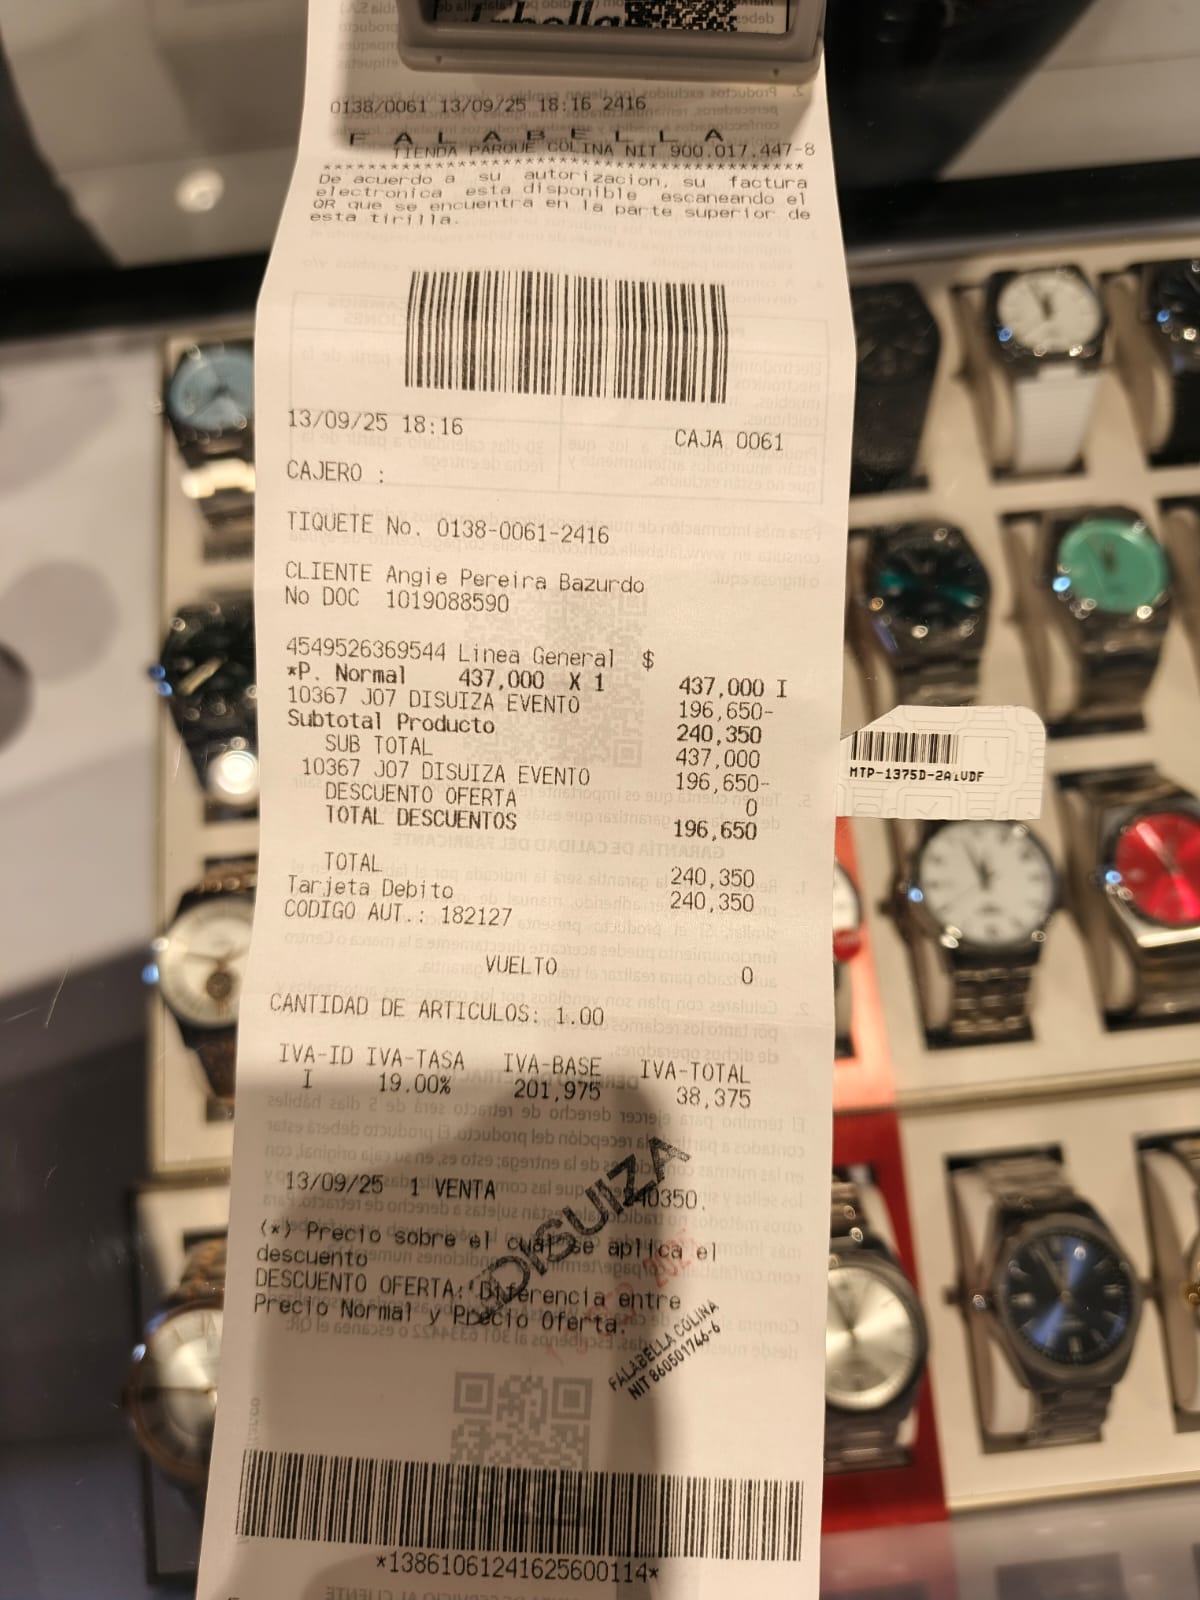 0138/0061 13/09/25 18:16 2416
F A L A B E L L A
TIENDA PARQUE COLINA NIT 900.017.447-8
De acuerdo a su autorizacion, su factura
electronica esta disponible escaneando el
QR que se encuentra en la parte superior de
esta tirilla.
13/09/25 18:16 CAJA 0061
CAJERO :
TIQUETE No. 0138-0061-2416
CLIENTE Angie Pereira Bazurdo
No DOC 1019088590
4549526369544 Linea General $
*P. Normal 437,000 X 1 437,000 I
10367 J07 DISUIZA EVENTO 196,650-
Subtotal Producto 240,350
SUB TOTAL 437,000
10367 J07 DISUIZA EVENTO 196,650-
DESCUENTO OFERTA 0
TOTAL DESCUENTOS 196,650
TOTAL 240,350
Tarjeta Debito 240,350
CODIGO AUT.: 182127
VUELTO 0
CANTIDAD DE ARTICULOS: 1.00
IVA-ID IVA-TASA IVA-BASE IVA-TOTAL
I 19.00% 201,975 38,375
13/09/25 1 VENTA 240350.
(*) Precio sobre el cual se aplica el
descuento
DESCUENTO OFERTA: Diferencia entre
Precio Normal y Precio Oferta.
DISUIZA
FALABELLA COLINA
NIT 860501746-6
*13861061241625600114*
MTP-1375D-2A1VDF